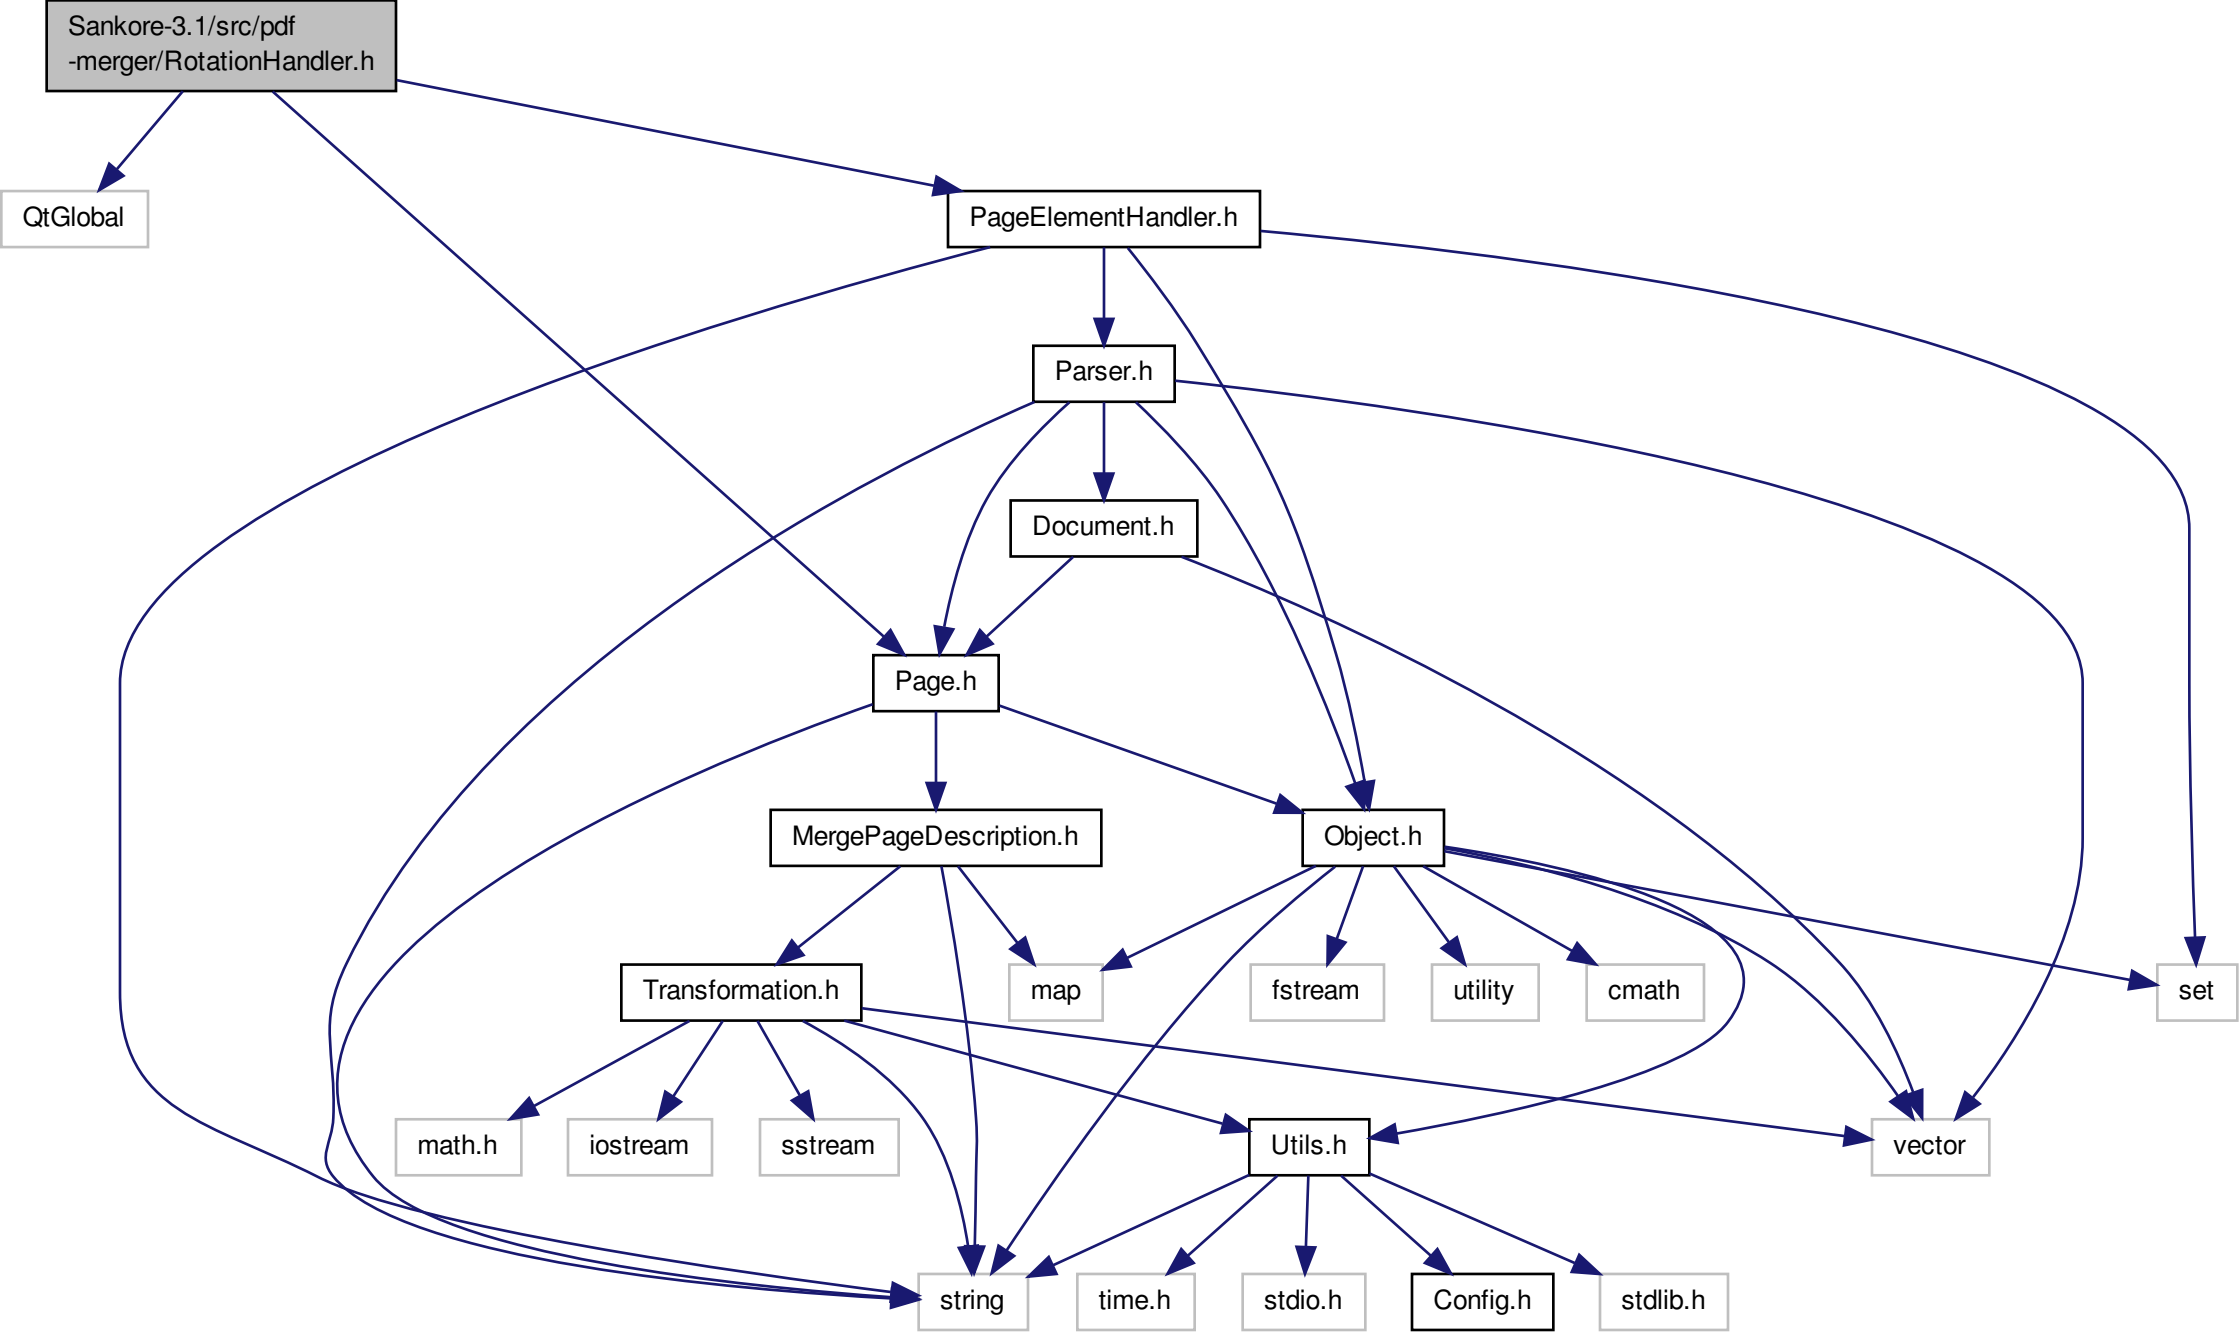 Sankore-3.1/src/pdf
-merger/RotationHandler.h
QtGlobal
PageElementHandler.h
Parser.h
Document.h
Page.h
MergePageDescription.h
Object.h
Transformation.h
map
fstream
utility
cmath
set
math.h
iostream
sstream
Utils.h
vector
string
time.h
stdio.h
Config.h
stdlib.h